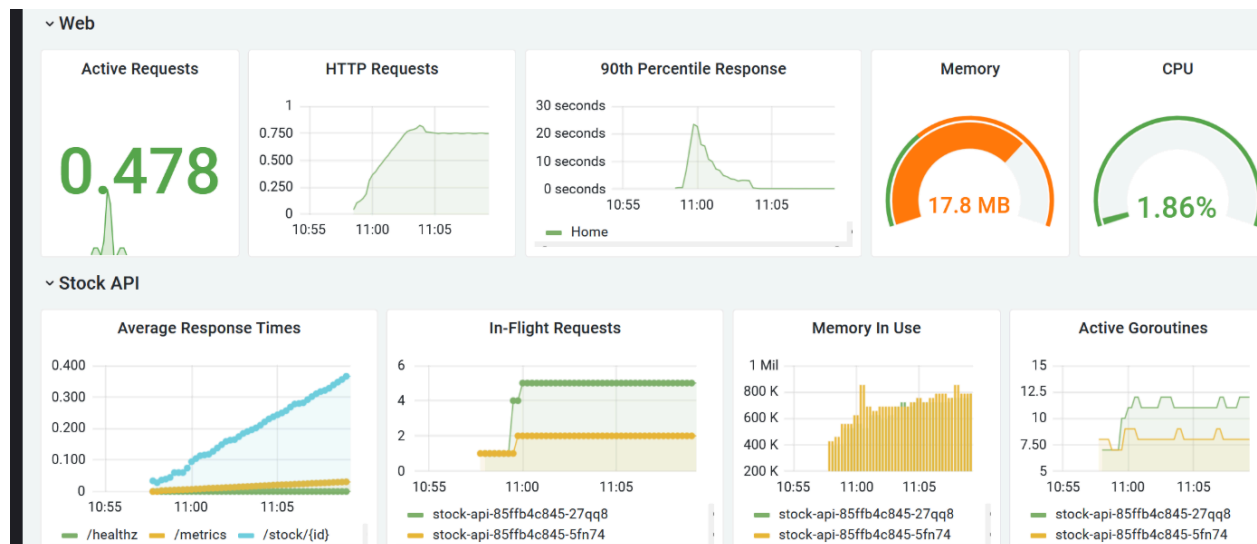 Web
Active Requests
0.478
HTTP Requests
1
0.750
0.500
0.250
0
10:55 11:00 11:05
90th Percentile Response
30 seconds
20 seconds
10 seconds
0 seconds
10:55 11:00 11:05
Home
Memory
17.8 MB
CPU
1.86%
Stock API
Average Response Times
0.400
0.300
0.200
0.100
0
10:55 11:00 11:05
/healthz /metrics /stock/{id}
In-Flight Requests
6
4
2
0
10:55 11:00 11:05
stock-api-85ffb4c845-27qq8
stock-api-85ffb4c845-5fn74
Memory In Use
1 Mil
800 K
600 K
400 K
200 K
10:55 11:00 11:05
stock-api-85ffb4c845-27qq8
stock-api-85ffb4c845-5fn74
Active Goroutines
15
12.5
10
7.50
5
10:55 11:00 11:05
stock-api-85ffb4c845-27qq8
stock-api-85ffb4c845-5fn74